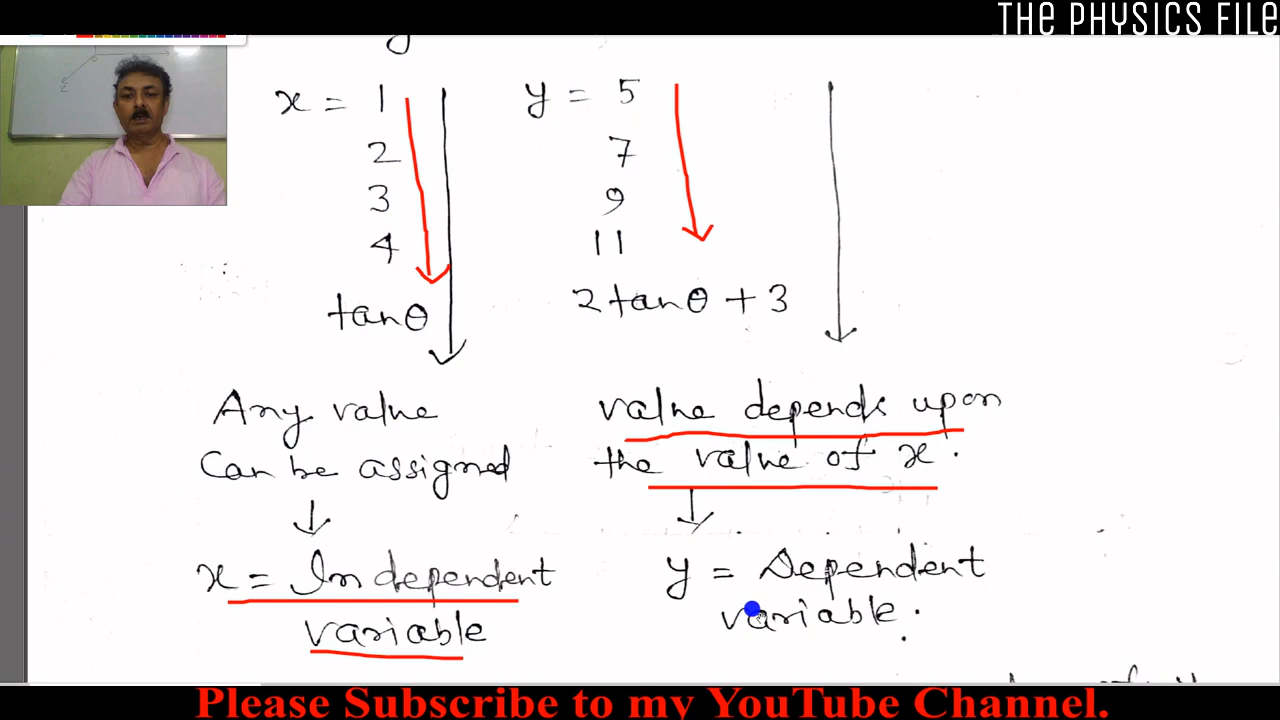 THE PHYSICS FILE
x = 1 y = 5
2 7
3 9
4 11
tanθ 2tanθ + 3
Any value
Can be assigned
value depends upon
the value of x.
x = Independent
variable
y = Dependent
variable.
Please Subscribe to my YouTube Channel.